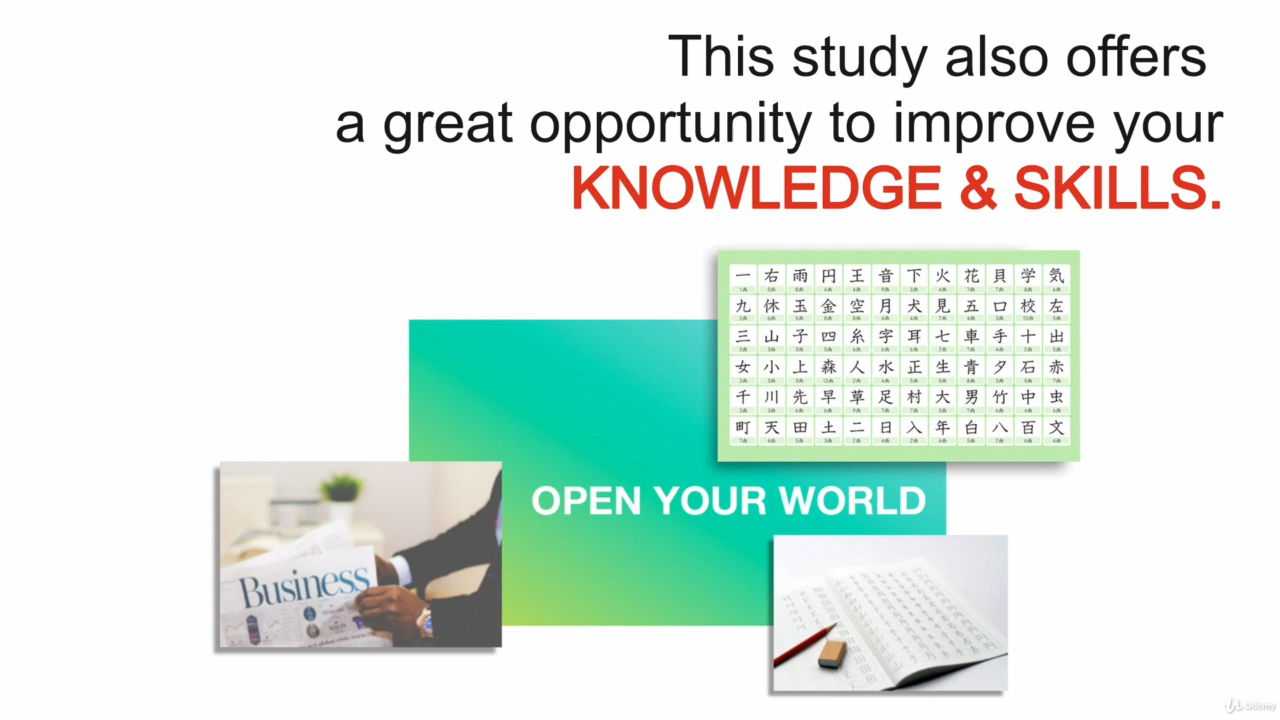 This study also offers
a great opportunity to improve your
KNOWLEDGE & SKILLS.
一 右 雨 円 王 音 下 火 花 貝 学 気
九 休 玉 金 空 月 犬 見 五 口 校 左
三 山 子 四 糸 字 耳 七 車 手 十 出
女 小 上 森 人 水 正 生 青 夕 石 赤
千 川 先 早 草 足 村 大 男 竹 中 虫
町 天 田 土 二 日 入 年 白 八 百 文
OPEN YOUR WORLD
Business
Udemy